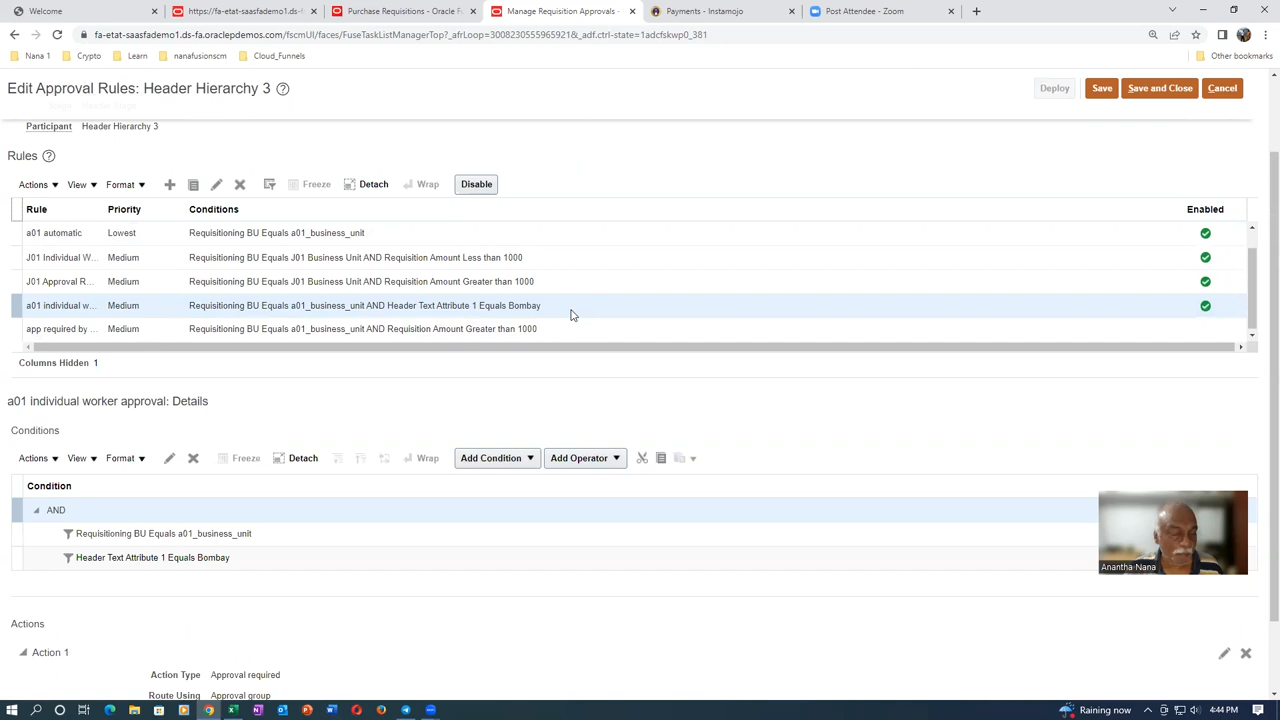 Welcome
https://fa-etat-saasfademo1.ds-f
Purchase Requisitions - Oracle F
Manage Requisition Approvals -
Payments - Instamojo
Post Attendee - Zoom
fa-etat-saasfademo1.ds-fa.oraclepdemos.com/fscmUI/faces/FuseTaskListManagerTop?_afrLoop=3008230555965921&_adf.ctrl-state=1adcfskwp0_381
Nana 1
Crypto
Learn
nanafusionscm
Cloud_Funnels
Other bookmarks
Edit Approval Rules: Header Hierarchy 3
Deploy
Save
Save and Close
Cancel
Participant Header Hierarchy 3
Rules
Actions View Format Freeze Detach Wrap Disable
Rule Priority Conditions Enabled
a01 automatic Lowest Requisitioning BU Equals a01_business_unit
J01 Individual W... Medium Requisitioning BU Equals J01 Business Unit AND Requisition Amount Less than 1000
J01 Approval R... Medium Requisitioning BU Equals J01 Business Unit AND Requisition Amount Greater than 1000
a01 individual w... Medium Requisitioning BU Equals a01_business_unit AND Header Text Attribute 1 Equals Bombay
app required by ... Medium Requisitioning BU Equals a01_business_unit AND Requisition Amount Greater than 1000
Columns Hidden 1
a01 individual worker approval: Details
Conditions
Actions View Format Freeze Detach Wrap Add Condition Add Operator
Condition
AND
Requisitioning BU Equals a01_business_unit
Header Text Attribute 1 Equals Bombay
Anantha Nana
Actions
Action 1
Action Type Approval required
Route Using Approval group
Raining now
4:44 PM